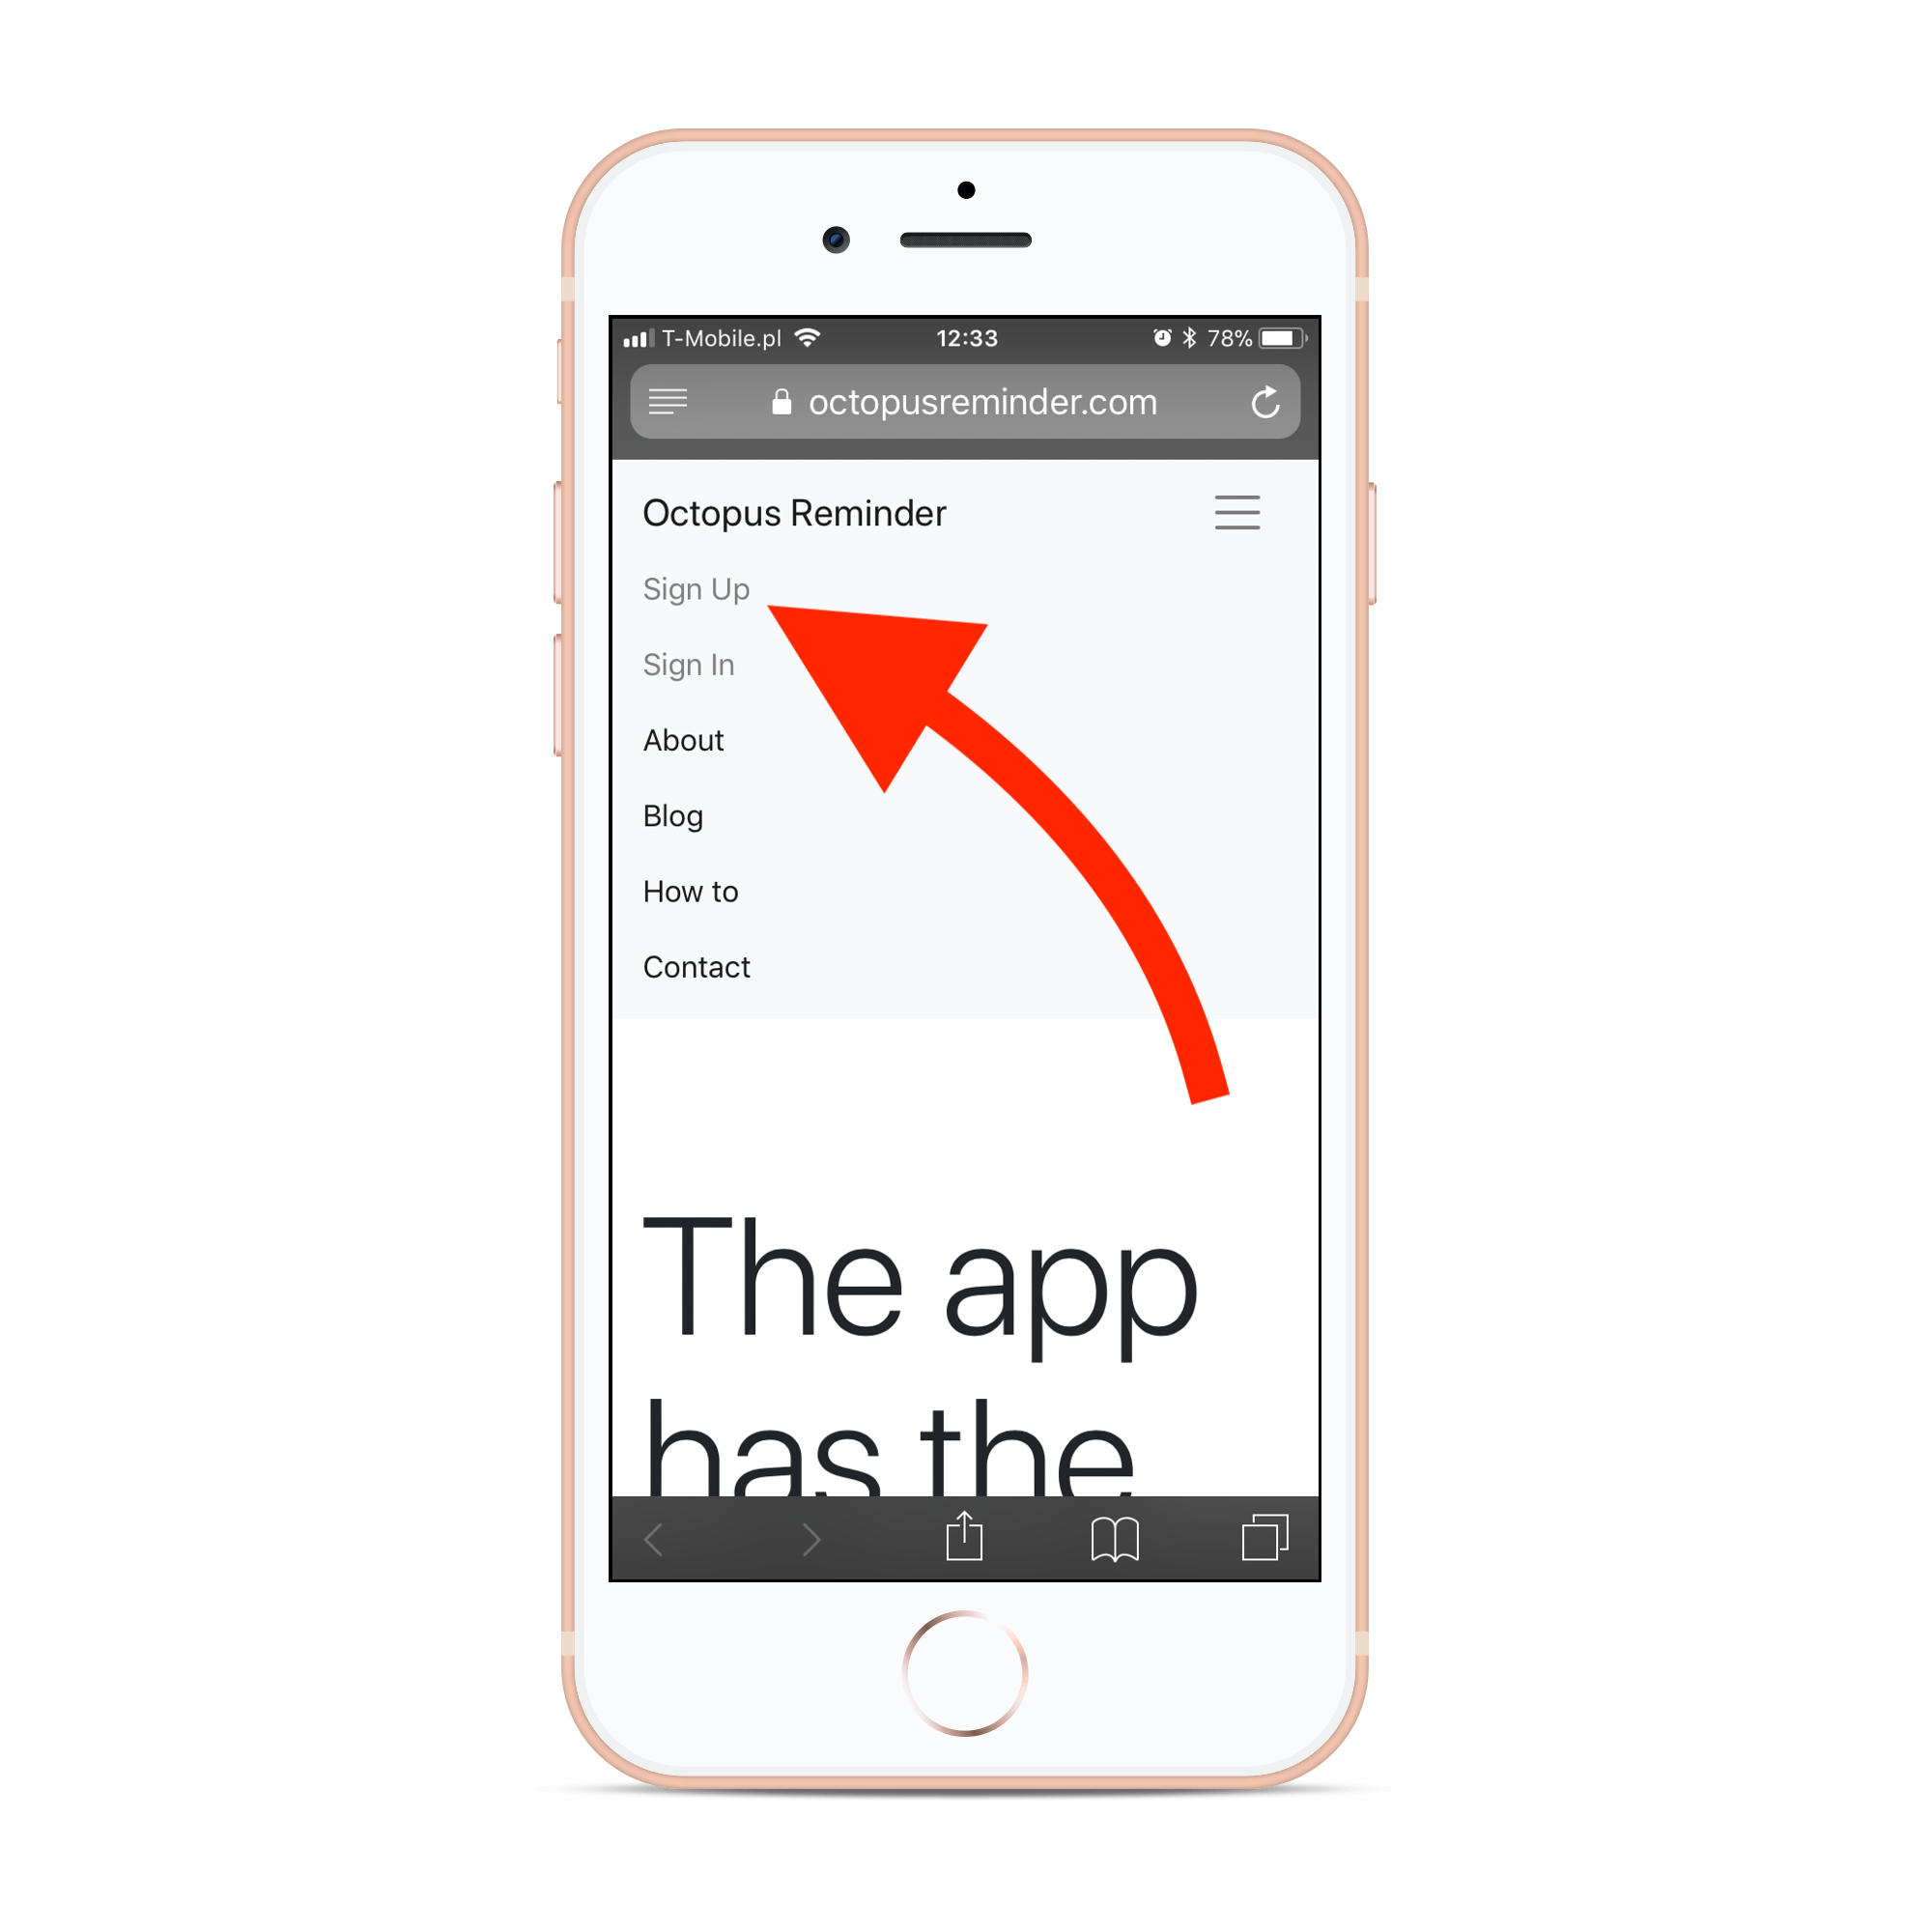 T-Mobile.pl 12:33 78%
octopusreminder.com
Octopus Reminder
Sign Up
Sign In
About
Blog
How to
Contact
The app
has the